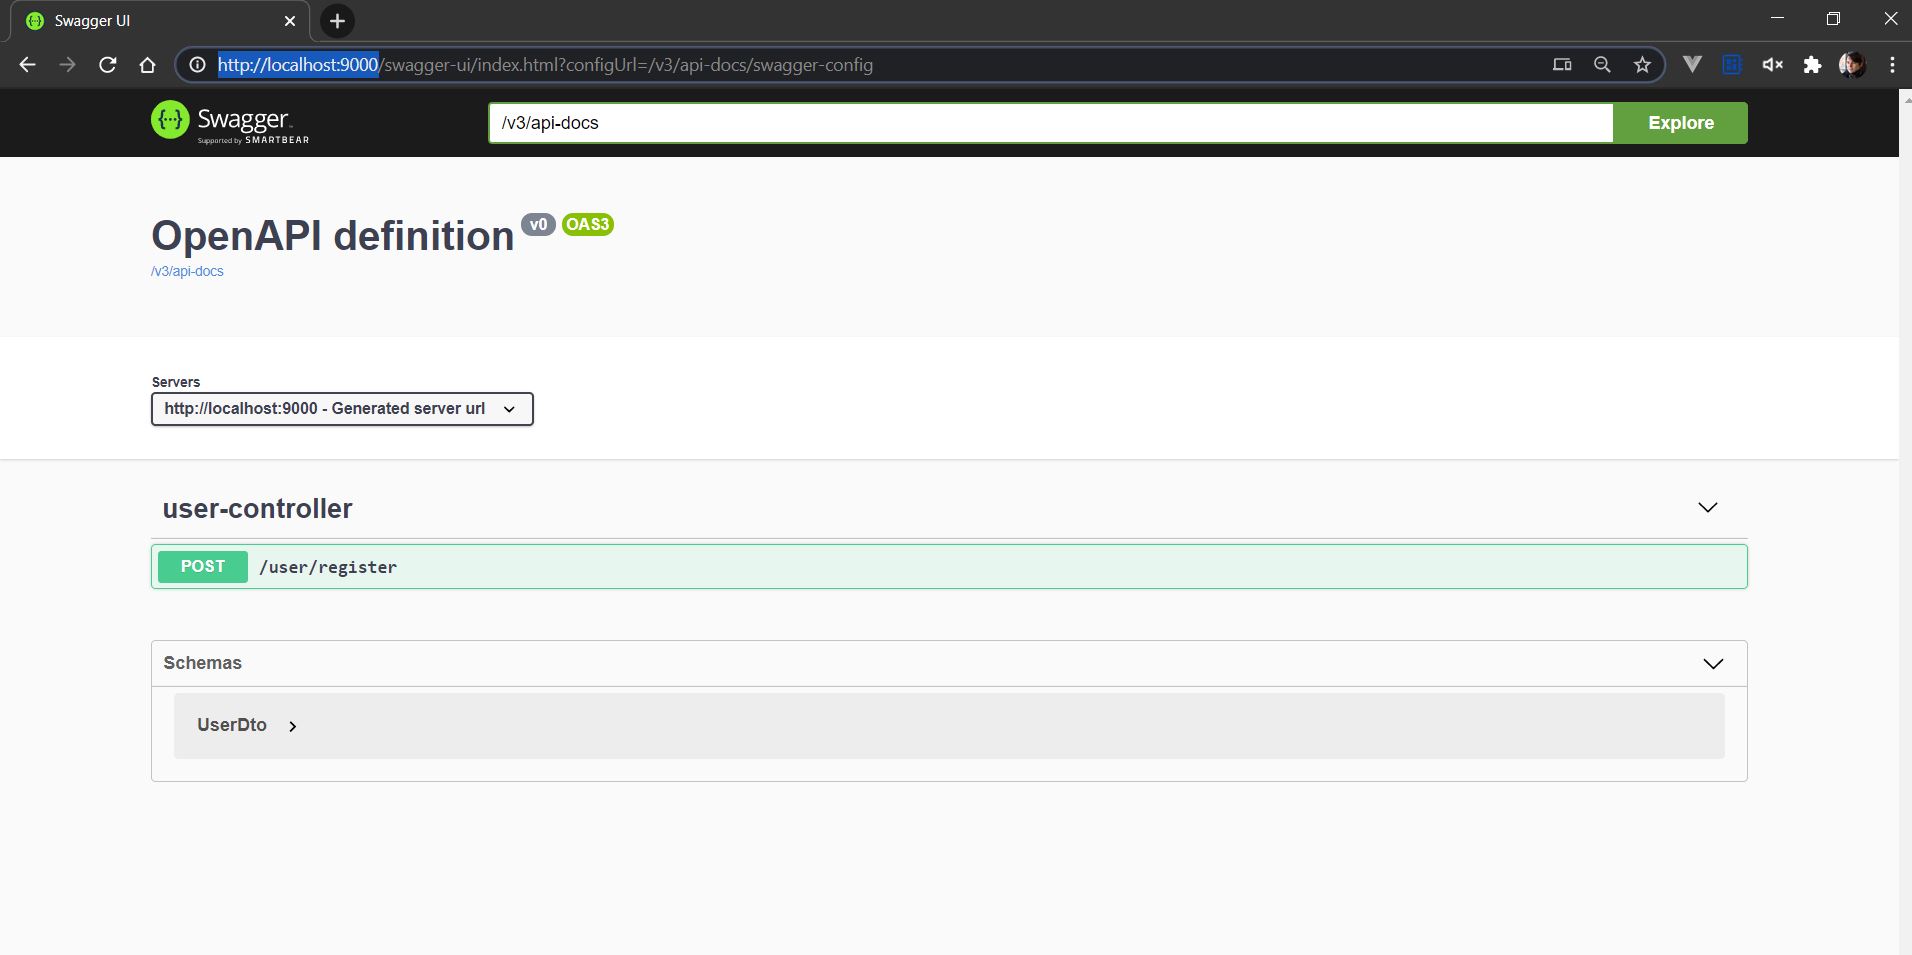 Swagger UI
http://localhost:9000/swagger-ui/index.html?configUrl=/v3/api-docs/swagger-config
Swagger
Supported by SMARTBEAR
/v3/api-docs
Explore
OpenAPI definition v0 OAS3
/v3/api-docs
Servers
http://localhost:9000 - Generated server url
user-controller
POST /user/register
Schemas
UserDto